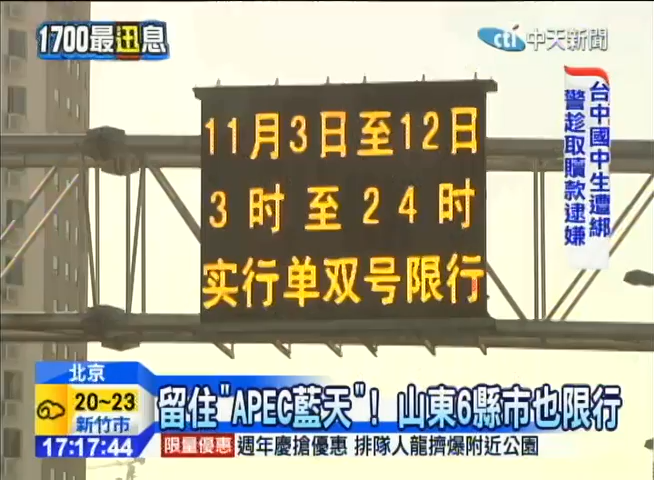 1700最迅息
cti中天新聞
台中國中生遭綁
警趁取贖款逮嫌
11月3日至12日
3时至24时
实行单双号限行
北京
20~23
新竹市
17:17:44
留住"APEC藍天"! 山東6縣市也限行
限量優惠 週年慶搶優惠 排隊人龍擠爆附近公園